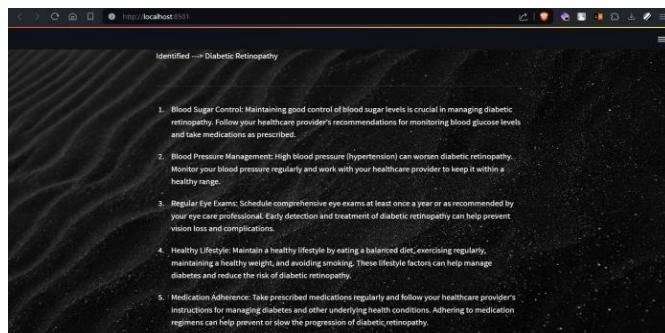 http://localhost:8501
Identified ---> Diabetic Retinopathy
1. Blood Sugar Control: Maintaining good control of blood sugar levels is crucial in managing diabetic
retinopathy. Follow your healthcare provider's recommendations for monitoring blood glucose levels
and take medications as prescribed.
2. Blood Pressure Management: High blood pressure (hypertension) can worsen diabetic retinopathy.
Monitor your blood pressure regularly and work with your healthcare provider to keep it within a
healthy range.
3. Regular Eye Exams: Schedule comprehensive eye exams at least once a year or as recommended by
your eye care professional. Early detection and treatment of diabetic retinopathy can help prevent
vision loss and complications.
4. Healthy Lifestyle: Maintain a healthy lifestyle by eating a balanced diet, exercising regularly,
maintaining a healthy weight, and avoiding smoking. These lifestyle factors can help manage
diabetes and reduce the risk of diabetic retinopathy.
5. Medication Adherence: Take prescribed medications regularly and follow your healthcare provider's
instructions for managing diabetes and other underlying health conditions. Adhering to medication
regimens can help prevent or slow the progression of diabetic retinopathy.